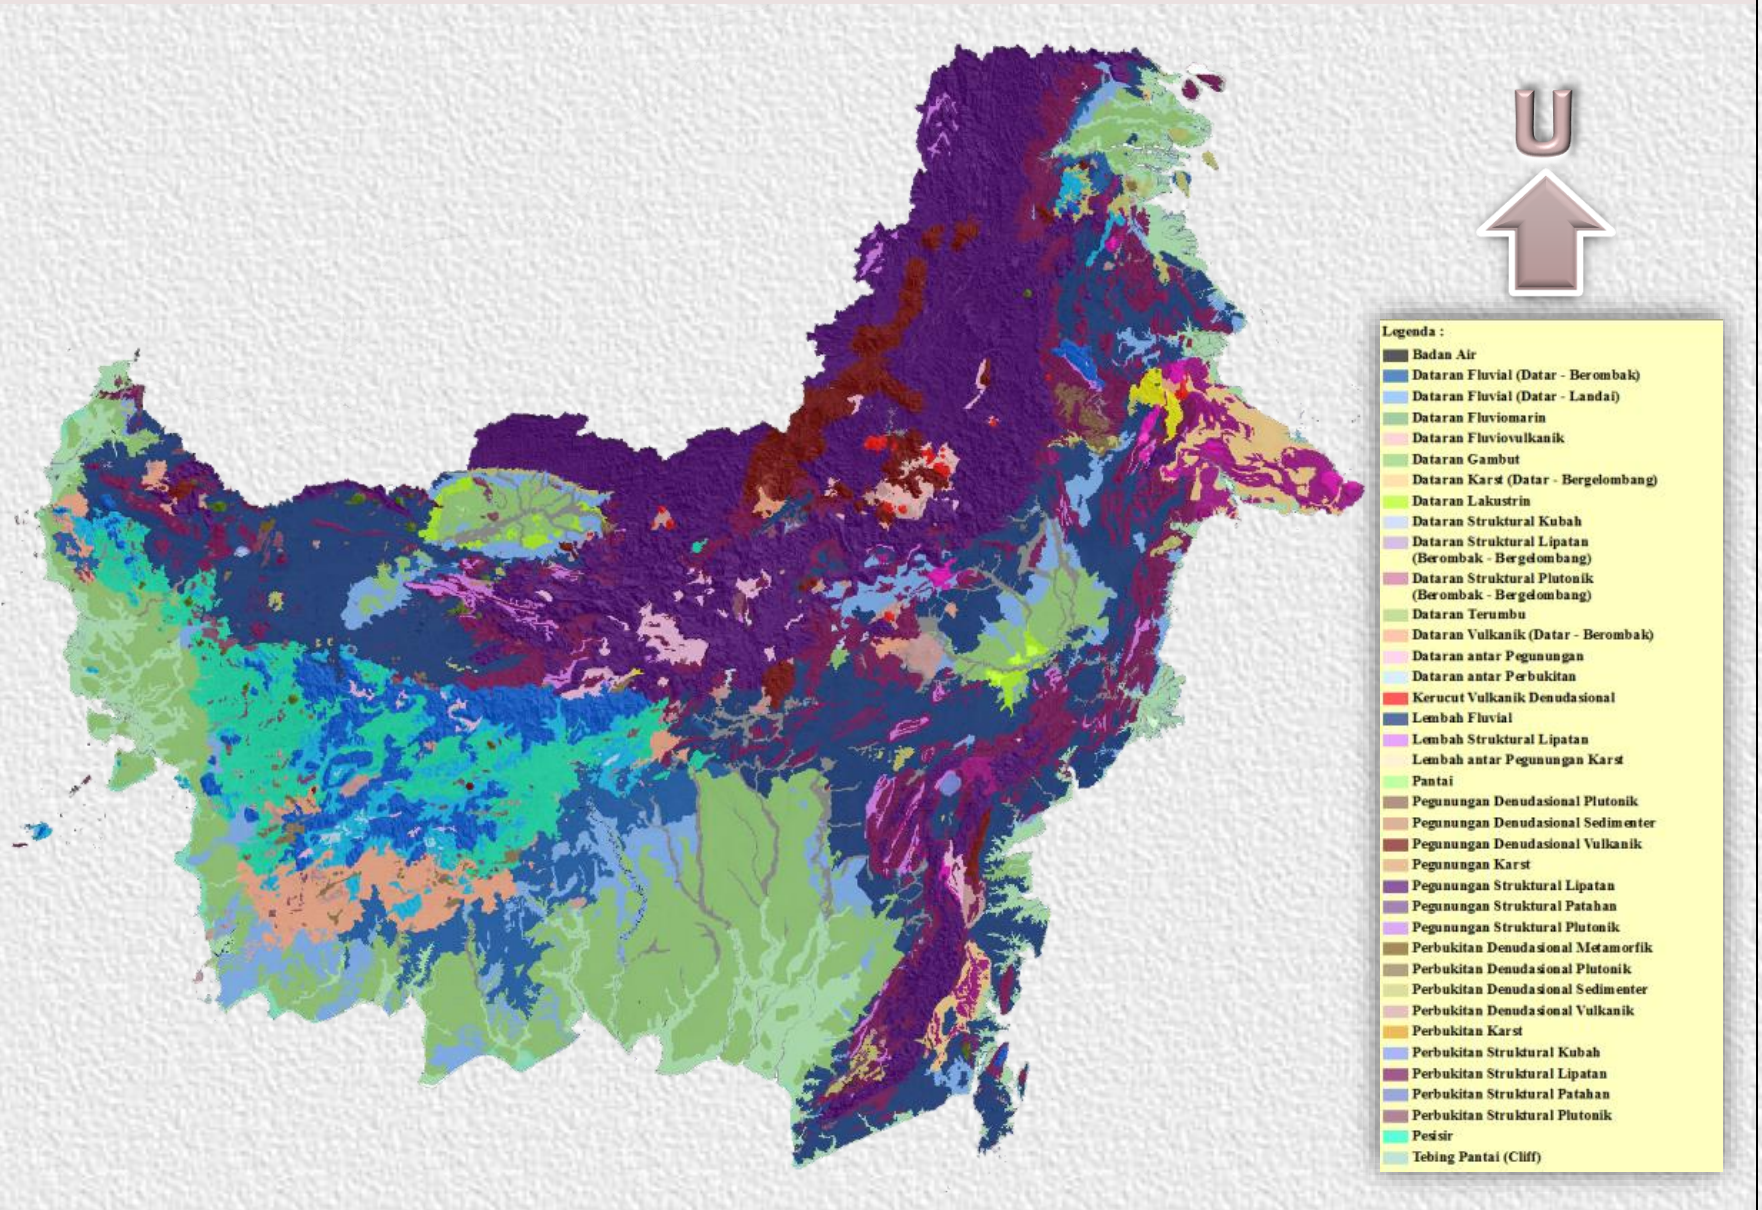 U
Legenda :
Badan Air
Dataran Fluvial (Datar - Berombak)
Dataran Fluvial (Datar - Landai)
Dataran Fluviomarin
Dataran Fluviovulkanik
Dataran Gambut
Dataran Karst (Datar - Bergelombang)
Dataran Lakustrin
Dataran Struktural Kubah
Dataran Struktural Lipatan
(Berombak - Bergelombang)
Dataran Struktural Plutonik
(Berombak - Bergelombang)
Dataran Terumbu
Dataran Vulkanik (Datar - Berombak)
Dataran antar Pegunungan
Dataran antar Perbukitan
Kerucut Vulkanik Denudasional
Lembah Fluvial
Lembah Struktural Lipatan
Lembah antar Pegunungan Karst
Pantai
Pegunungan Denudasional Plutonik
Pegunungan Denudasional Sedimenter
Pegunungan Denudasional Vulkanik
Pegunungan Karst
Pegunungan Struktural Lipatan
Pegunungan Struktural Patahan
Pegunungan Struktural Plutonik
Perbukitan Denudasional Metamorfik
Perbukitan Denudasional Plutonik
Perbukitan Denudasional Sedimenter
Perbukitan Denudasional Vulkanik
Perbukitan Karst
Perbukitan Struktural Kubah
Perbukitan Struktural Lipatan
Perbukitan Struktural Patahan
Perbukitan Struktural Plutonik
Pesisir
Tebing Pantai (Cliff)